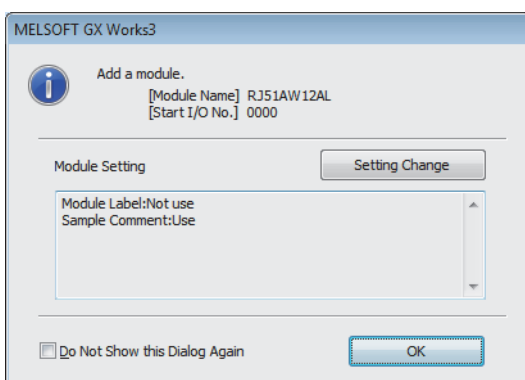 MELSOFT GX Works3
Add a module.
[Module Name] RJ51AW12AL
[Start I/O No.] 0000
Module Setting
Setting Change
Module Label:Not use
Sample Comment:Use
Do Not Show this Dialog Again
OK